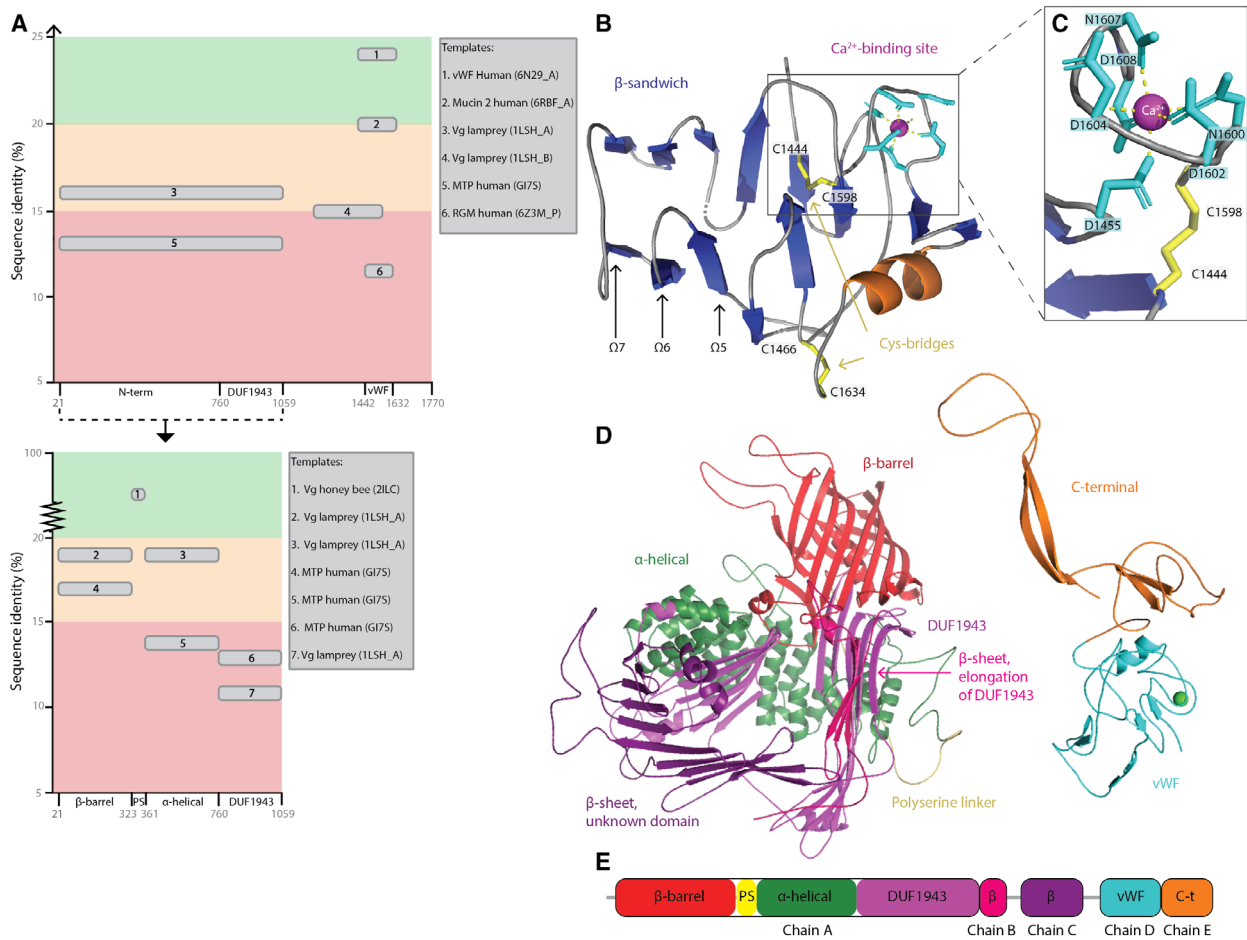 A
25
20
15
10
5
Sequence identity (%)
1
2
3
4
5
6
N-term
DUF1943
vWF
21
760
1059
1442
1632
1770
Templates:
1. vWF Human (6N29_A)
2. Mucin 2 human (6RBF_A)
3. Vg lamprey (1LSH_A)
4. Vg lamprey (1LSH_B)
5. MTP human (GI7S)
6. RGM human (6Z3M_P)
100
20
15
10
5
Sequence identity (%)
1
2
3
4
5
6
7
β-barrel
PS
α-helical
DUF1943
21
323
361
760
1059
Templates:
1. Vg honey bee (2ILC)
2. Vg lamprey (1LSH_A)
3. Vg lamprey (1LSH_A)
4. MTP human (GI7S)
5. MTP human (GI7S)
6. MTP human (GI7S)
7. Vg lamprey (1LSH_A)
B
Ca²⁺-binding site
β-sandwich
C1444
C1598
Ω7
Ω6
Ω5
C1466
Cys-bridges
C1634
C
N1607
D1608
Ca²⁺
D1604
N1600
D1602
D1455
C1598
C1444
D
β-barrel
C-terminal
α-helical
DUF1943
β-sheet,
elongation
of DUF1943
β-sheet,
unknown domain
Polyserine linker
vWF
E
β-barrel
PS
α-helical
DUF1943
β
β
vWF
C-t
Chain A
Chain B
Chain C
Chain D
Chain E